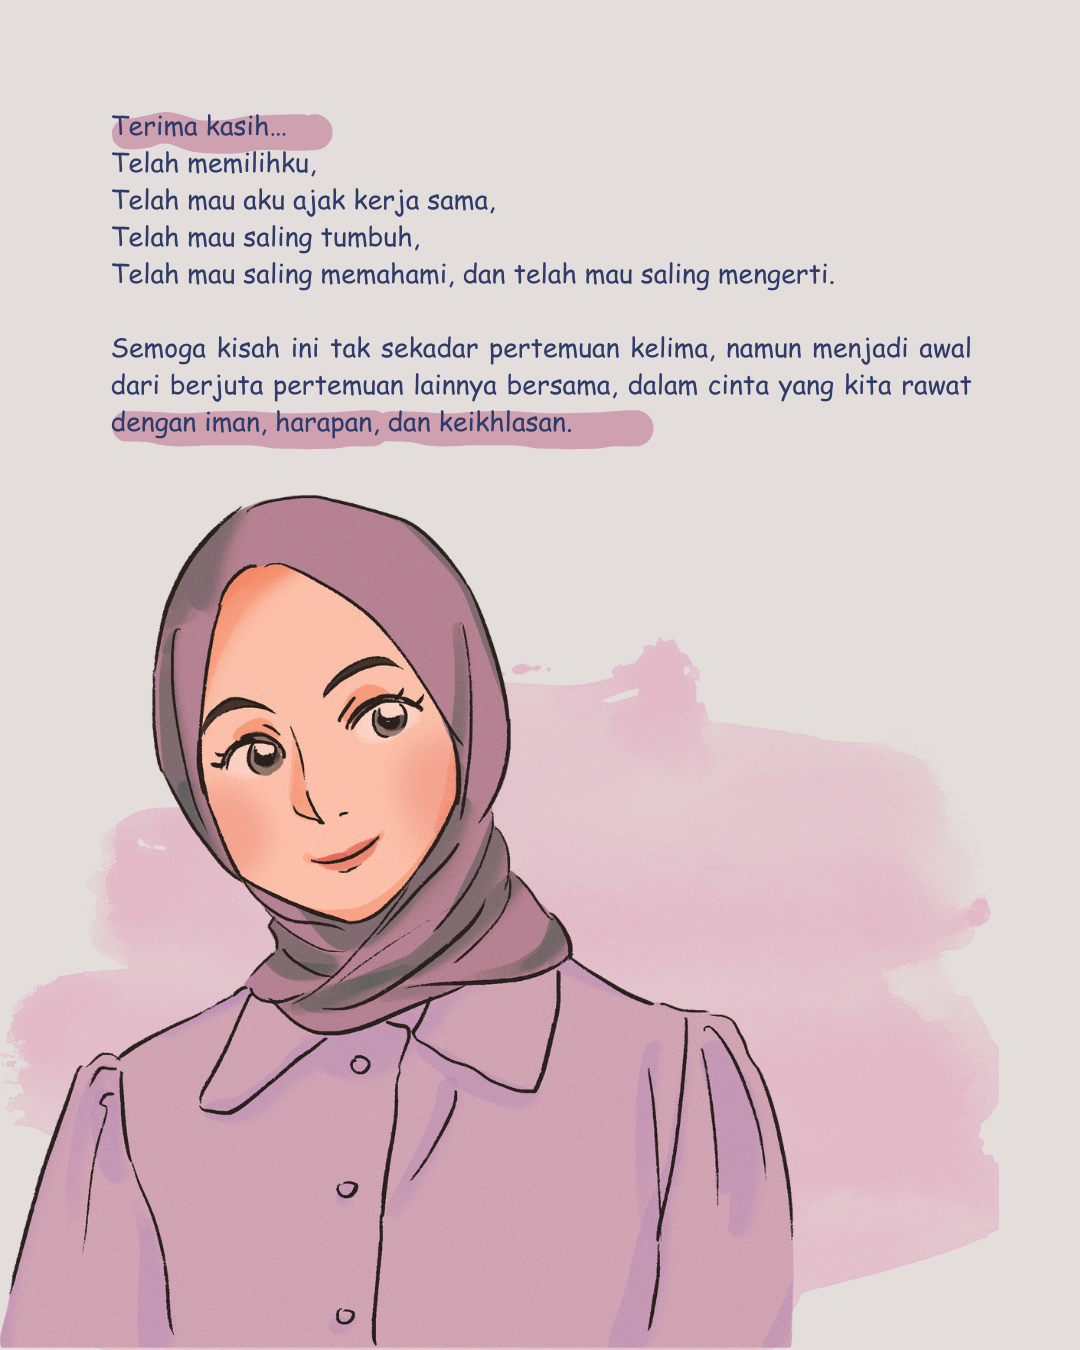 Terima kasih...
Telah memilihku,
Telah mau aku ajak kerja sama,
Telah mau saling tumbuh,
Telah mau saling memahami, dan telah mau saling mengerti.
Semoga kisah ini tak sekadar pertemuan kelima, namun menjadi awal
dari berjuta pertemuan lainnya bersama, dalam cinta yang kita rawat
dengan iman, harapan, dan keikhlasan.